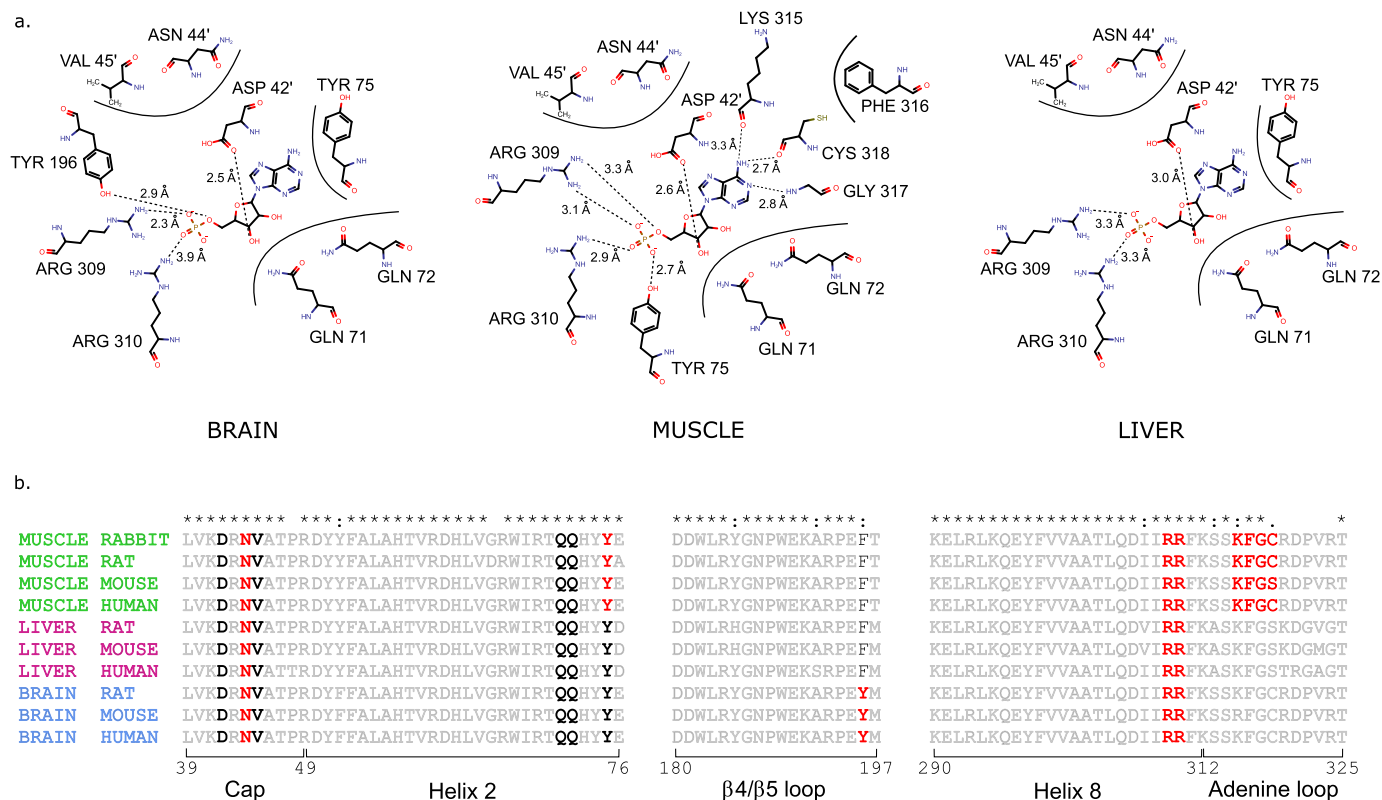 a.
BRAIN
VAL 45'
ASN 44'
ASP 42'
TYR 75
TYR 196
ARG 309
ARG 310
GLN 72
GLN 71
2.9 Å
2.3 Å
3.9 Å
2.5 Å
MUSCLE
VAL 45'
ASN 44'
LYS 315
ASP 42'
PHE 316
CYS 318
GLY 317
ARG 309
ARG 310
TYR 75
GLN 72
GLN 71
3.3 Å
3.3 Å
2.7 Å
2.8 Å
2.6 Å
3.1 Å
2.9 Å
2.7 Å
LIVER
VAL 45'
ASN 44'
ASP 42'
TYR 75
ARG 309
ARG 310
GLN 72
GLN 71
3.0 Å
3.3 Å
3.3 Å
b.
MUSCLE RABBIT LVKDRNVATPRDYYFALAHTVRDHLVGRWIRTQQHYYE DDWLRYGNPWEKARPEFT KELRLKQEYFVVAATLQDIIRRFKSSKFGCRDPVRT
MUSCLE RAT LVKDRNVATPRDYYFALAHTVRDHLVDRWIRTQQHYYA DDWLRYGNPWEKARPEFT KELRLKQEYFVVAATLQDIIRRFKSSKFGCRDPVRT
MUSCLE MOUSE LVKDRNVATPRDYYFALAHTVRDHLVGRWIRTQQHYYE DDWLRYGNPWEKARPEFT KELRLKQEYFVVAATLQDIIRRFKSSKFGSRDPVRT
MUSCLE HUMAN LVKDRNVATPRDYYFALAHTVRDHLVGRWIRTQQHYYE DDWLRYGNPWEKARPEFT KELRLKQEYFVVAATLQDIIRRFKSSKFGCRDPVRT
LIVER RAT LVKDRNVATPRDYYFALAHTVRDHLVGRWIRTQQHYYD DDWLRHGNPWEKARPEFM KELRLKQEYFVVAATLQDVIRRFKASKFGSKDGVGT
LIVER MOUSE LVKDRNVATPRDYYFALAHTVRDHLVGRWIRTQQHYYD DDWLRHGNPWEKARPEFM KELRLKQEYFVVAATLQDVIRRFKASKFGSKDGMGT
LIVER HUMAN LVKDRNVATTRDYYFALAHTVRDHLVGRWIRTQQHYYD DDWLRYGNPWEKSRPEFM KELRLKQEYFVVAATLQDIIRRFKASKFGSTRGAGT
BRAIN RAT LVKDRNVATPRDYFFALAHTVRDHLVGRWIRTQQHYYE DDWLRYGNPWEKARPEYM KELRLKQEYFVVAATLQDIIRRFKSSKFGCRDPVRT
BRAIN MOUSE LVKDRNVATPRDYFFALAHTVRDHLVGRWIRTQQHYYE DDWLRYGNPWEKARPEYM KELRLKQEYFVVAATLQDIIRRFKSSKFGCRDPVRT
BRAIN HUMAN LVKDRNVATPRDYFFALAHTVRDHLVGRWIRTQQHYYE DDWLRYGNPWEKARPEYM KELRLKQEYFVVAATLQDIIRRFKSSKFGCRDPVRT
39 49 76 180 197 290 312 325
Cap Helix 2 β4/β5 loop Helix 8 Adenine loop